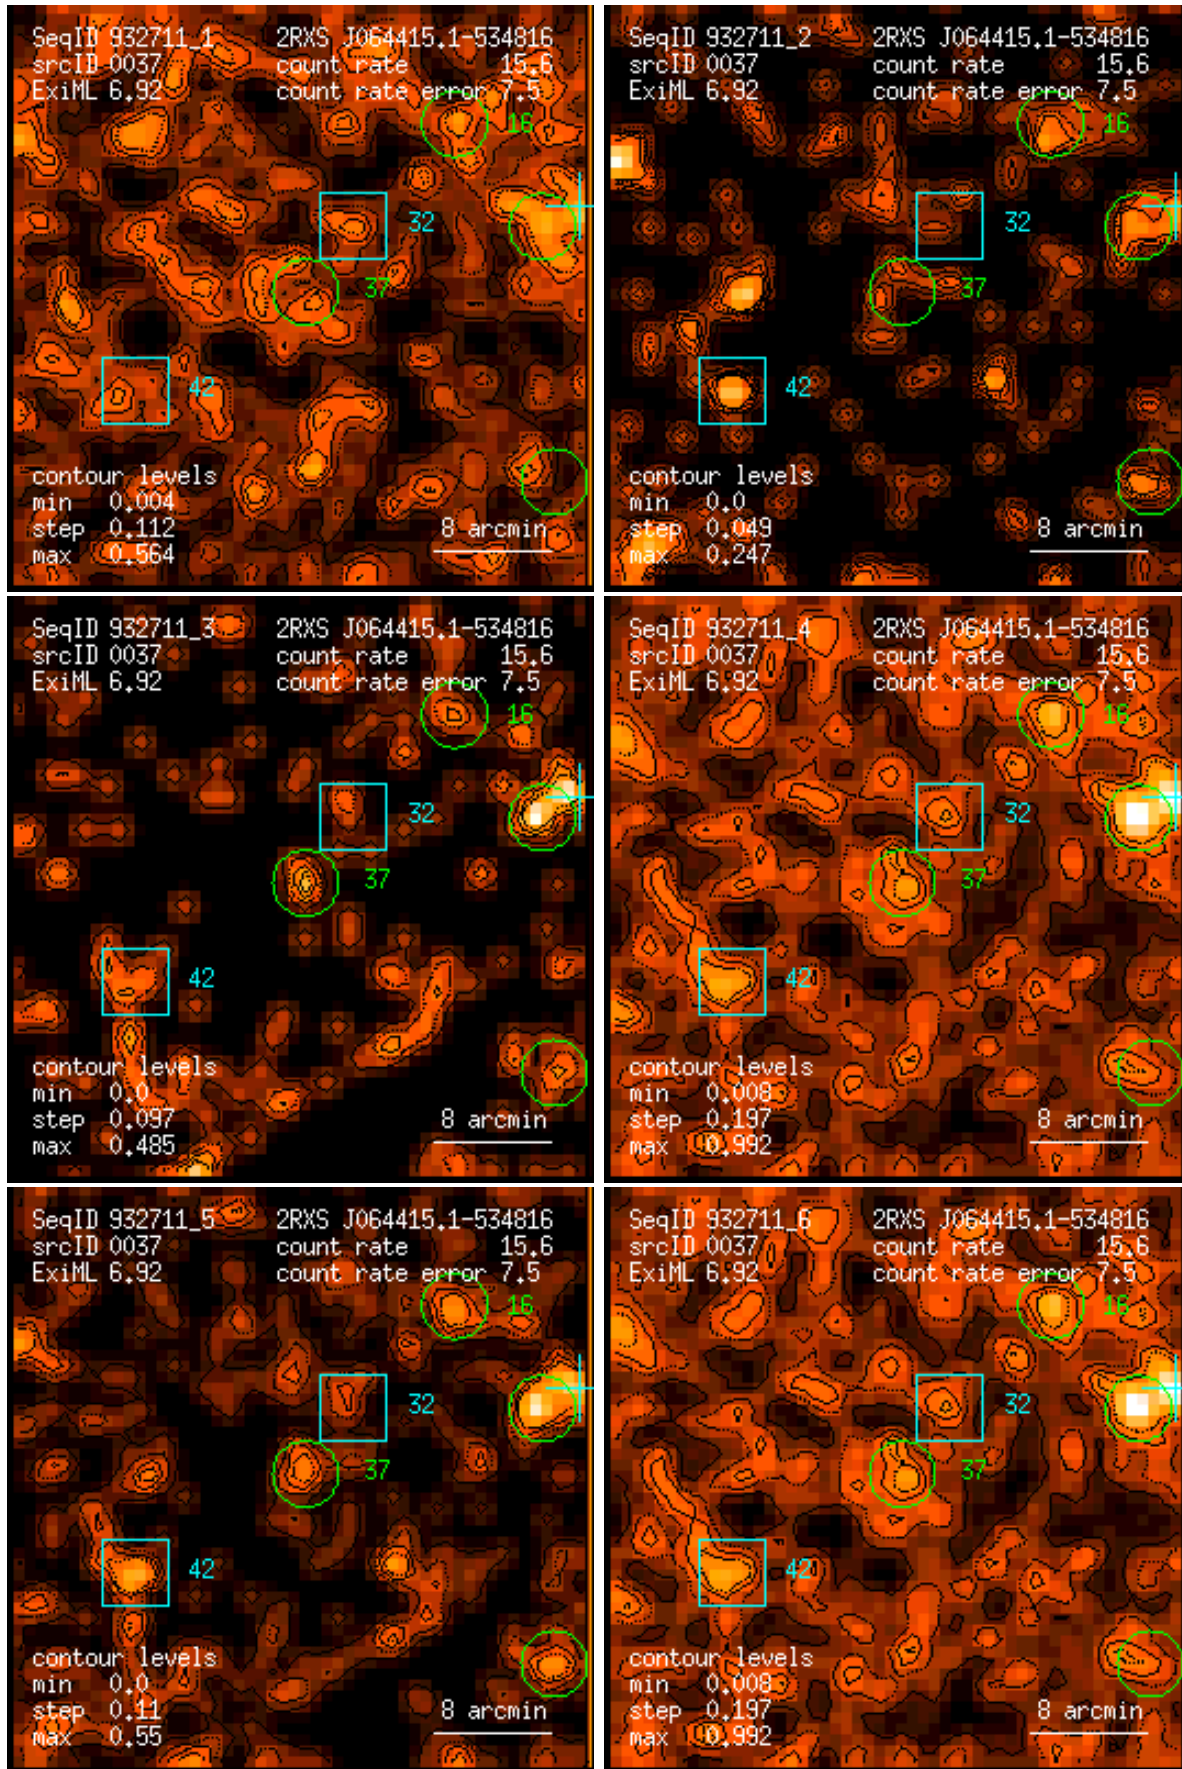 SeqID 932711_1 2RXS J064415.1-534816
srcID 0037 count rate 15.6
ExiML 6.92 count rate error 7.5
16
32
37
42
contour levels
min 0.004
step 0.112
max 0.564
8 arcmin
SeqID 932711_2 2RXS J064415.1-534816
srcID 0037 count rate 15.6
ExiML 6.92 count rate error 7.5
16
32
37
42
contour levels
min 0.0
step 0.049
max 0.247
8 arcmin
SeqID 932711_3 2RXS J064415.1-534816
srcID 0037 count rate 15.6
ExiML 6.92 count rate error 7.5
16
32
37
42
contour levels
min 0.0
step 0.097
max 0.485
8 arcmin
SeqID 932711_4 2RXS J064415.1-534816
srcID 0037 count rate 15.6
ExiML 6.92 count rate error 7.5
16
32
37
42
contour levels
min 0.008
step 0.197
max 0.992
8 arcmin
SeqID 932711_5 2RXS J064415.1-534816
srcID 0037 count rate 15.6
ExiML 6.92 count rate error 7.5
16
32
37
42
contour levels
min 0.0
step 0.11
max 0.55
8 arcmin
SeqID 932711_6 2RXS J064415.1-534816
srcID 0037 count rate 15.6
ExiML 6.92 count rate error 7.5
16
32
37
42
contour levels
min 0.008
step 0.197
max 0.992
8 arcmin